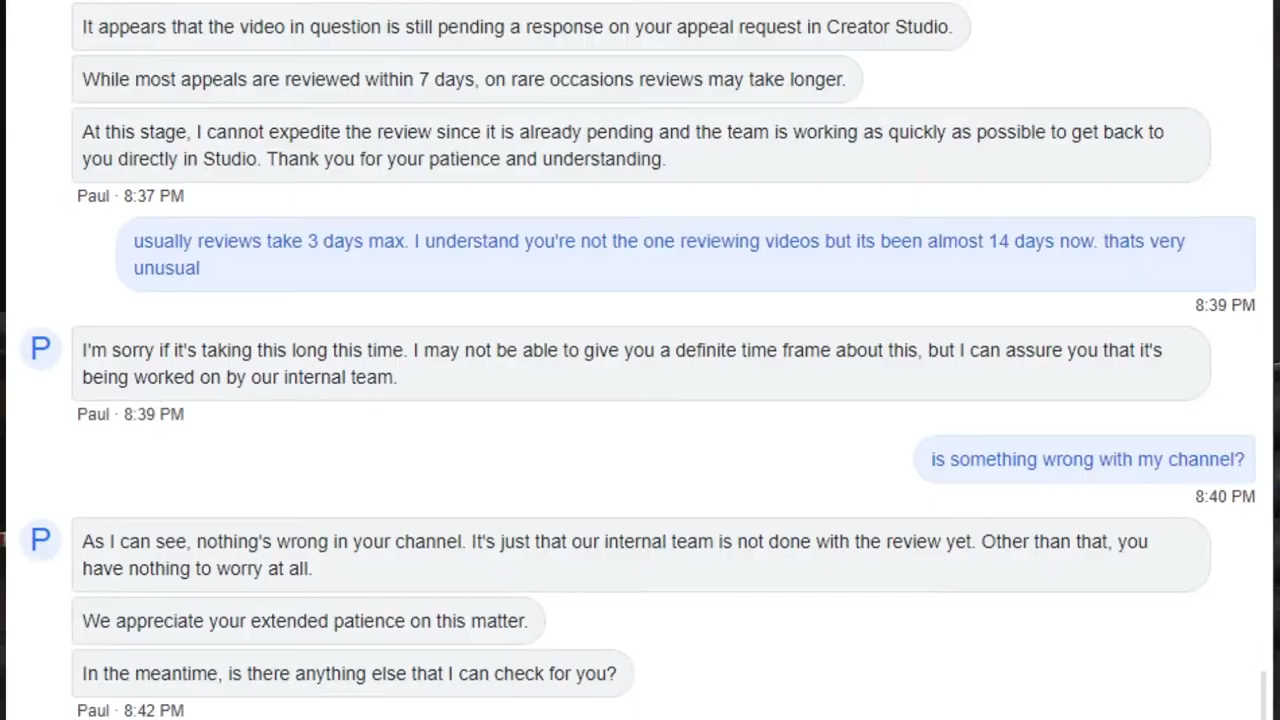 It appears that the video in question is still pending a response on your appeal request in Creator Studio.
While most appeals are reviewed within 7 days, on rare occasions reviews may take longer.
At this stage, I cannot expedite the review since it is already pending and the team is working as quickly as possible to get back to
you directly in Studio. Thank you for your patience and understanding.
Paul · 8:37 PM
usually reviews take 3 days max. I understand you're not the one reviewing videos but its been almost 14 days now. thats very
unusual
8:39 PM
P
I'm sorry if it's taking this long this time. I may not be able to give you a definite time frame about this, but I can assure you that it's
being worked on by our internal team.
Paul · 8:39 PM
is something wrong with my channel?
8:40 PM
P
As I can see, nothing's wrong in your channel. It's just that our internal team is not done with the review yet. Other than that, you
have nothing to worry at all.
We appreciate your extended patience on this matter.
In the meantime, is there anything else that I can check for you?
Paul · 8:42 PM